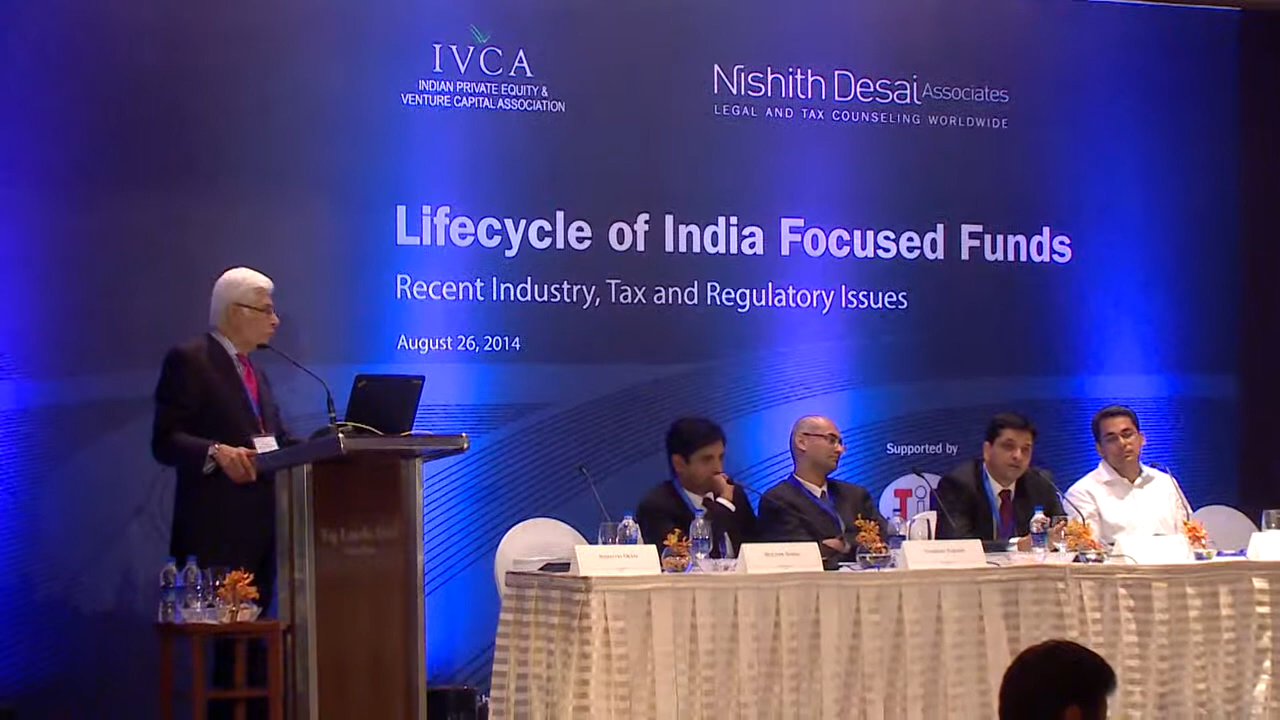 IVCA
INDIAN PRIVATE EQUITY &
VENTURE CAPITAL ASSOCIATION
Nishith Desai Associates
LEGAL AND TAX COUNSELING WORLDWIDE
Lifecycle of India Focused Funds
Recent Industry, Tax and Regulatory Issues
August 26, 2014
Supported by